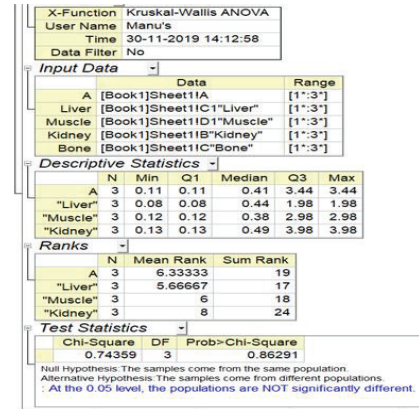 X-Function Kruskal-Wallis ANOVA
User Name Manu's
Time 30-11-2019 14:12:58
Data Filter No
Input Data
Data Range
A [Book1]Sheet1!A [1*:3*]
Liver [Book1]Sheet1!C1"Liver" [1*:3*]
Muscle [Book1]Sheet1!D1"Muscle" [1*:3*]
Kidney [Book1]Sheet1!B"Kidney" [1*:3*]
Bone [Book1]Sheet1!C"Bone" [1*:3*]
Descriptive Statistics
N Min Q1 Median Q3 Max
A 3 0.11 0.11 0.41 3.44 3.44
"Liver" 3 0.08 0.08 0.44 1.98 1.98
"Muscle" 3 0.12 0.12 0.38 2.98 2.98
"Kidney" 3 0.13 0.13 0.49 3.98 3.98
Ranks
N Mean Rank Sum Rank
A 3 6.33333 19
"Liver" 3 5.66667 17
"Muscle" 3 6 18
"Kidney" 3 8 24
Test Statistics
Chi-Square DF Prob>Chi-Square
0.74359 3 0.86291
Null Hypothesis:The samples come from the same population.
Alternative Hypothesis:The samples come from different populations.
: At the 0.05 level, the populations are NOT significantly different.